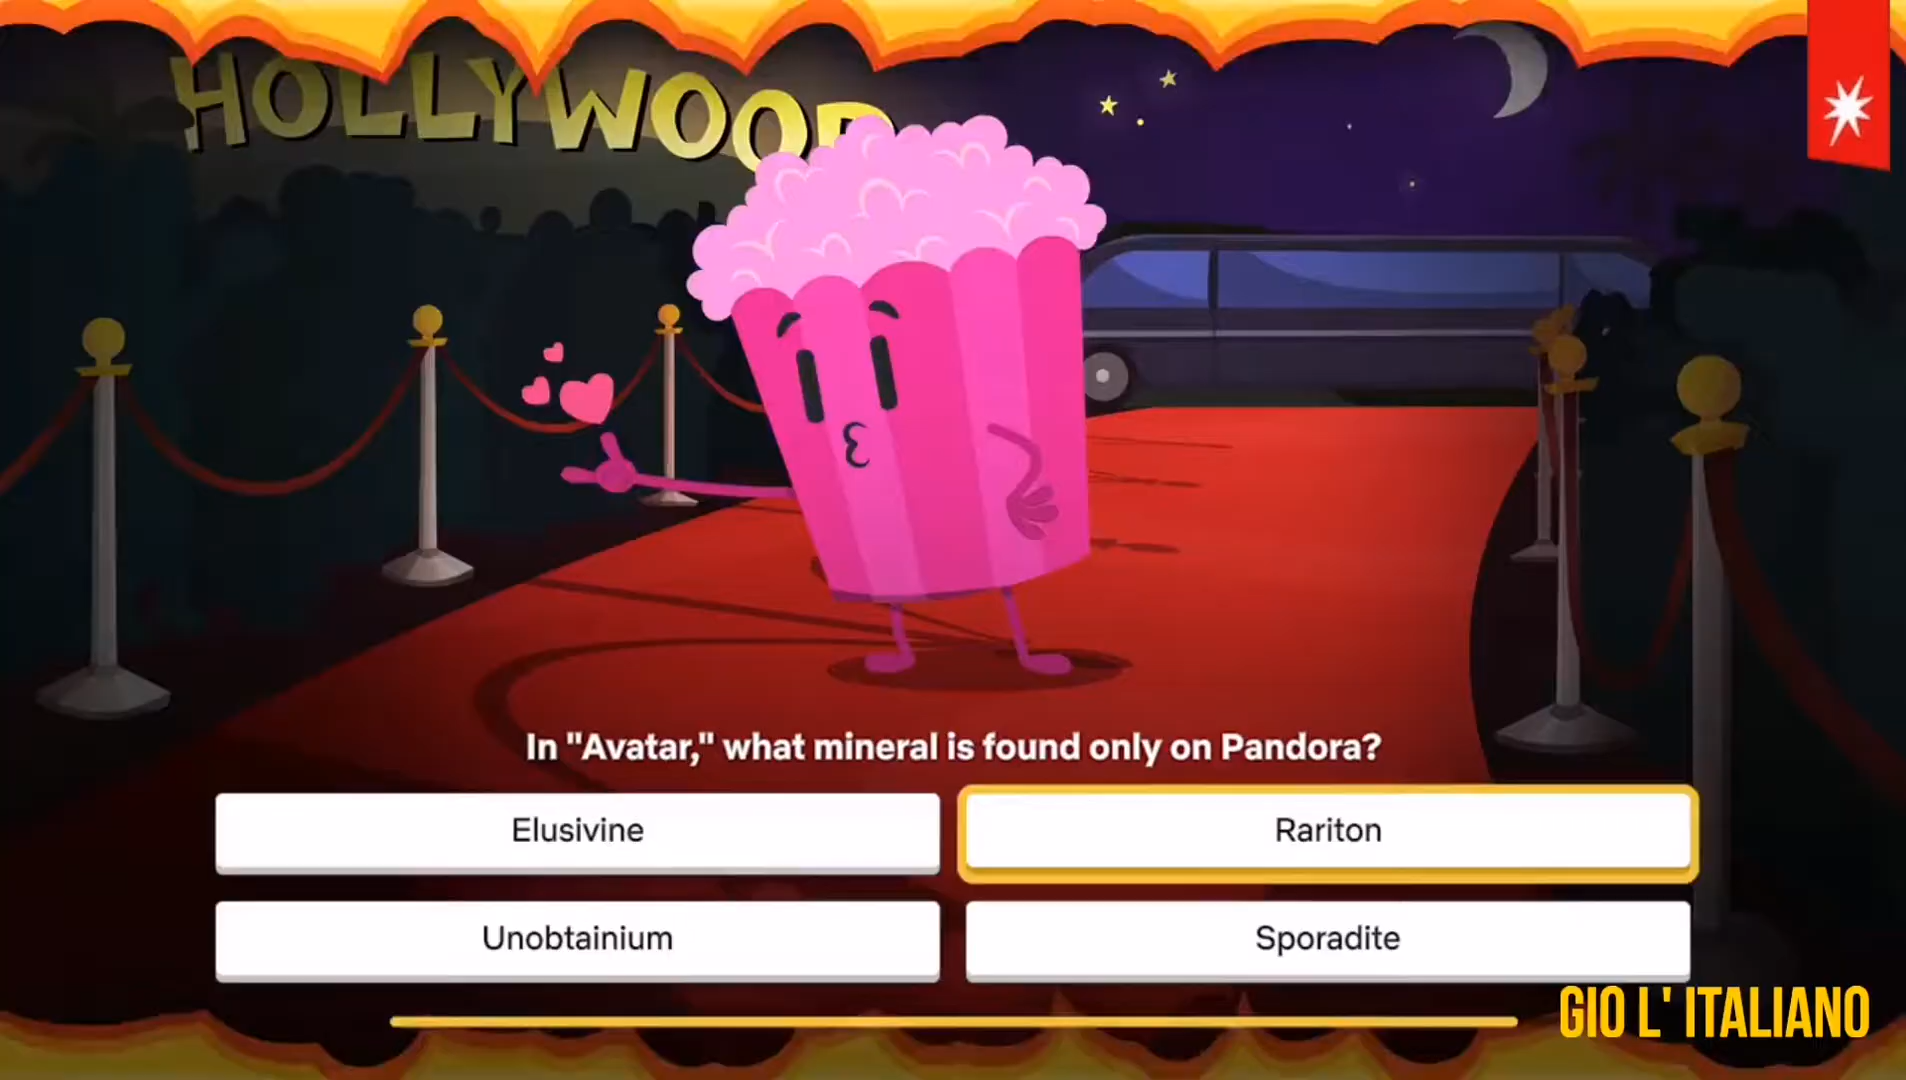 HOLLYWOOD
In "Avatar," what mineral is found only on Pandora?
Elusivine
Rariton
Unobtainium
Sporadite
GIO L' ITALIANO